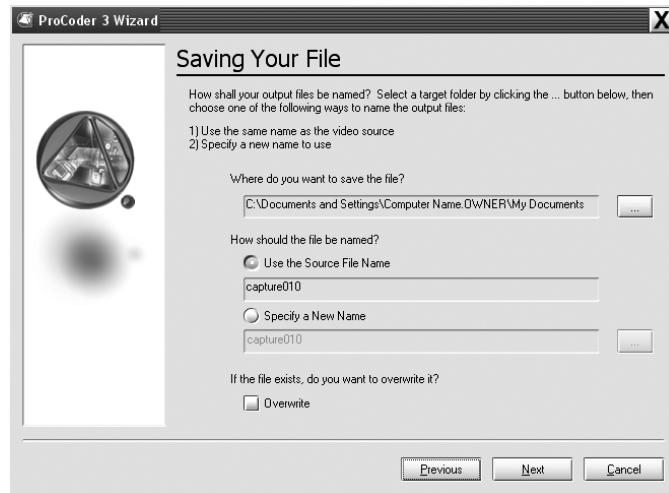 ProCoder 3 Wizard
X
Saving Your File
How shall your output files be named? Select a target folder by clicking the ... button below, then
choose one of the following ways to name the output files:
1) Use the same name as the video source
2) Specify a new name to use
Where do you want to save the file?
C:\Documents and Settings\Computer Name.OWNER\My Documents
...
How should the file be named?
Use the Source File Name
capture010
Specify a New Name
capture010
...
If the file exists, do you want to overwrite it?
Overwrite
Previous
Next
Cancel